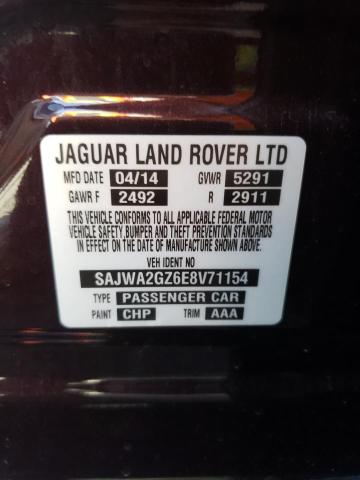 JAGUAR LAND ROVER LTD
MFD DATE 04/14 GVWR 5291
GAWR F 2492 R 2911
THIS VEHICLE CONFORMS TO ALL APPLICABLE FEDERAL MOTOR
VEHICLE SAFETY,BUMPER AND THEFT PREVENTION STANDARDS
IN EFFECT ON THE DATE OF MANUFACTURE SHOWN ABOVE.
VEH IDENT NO
SAJWA2GZ6E8V71154
TYPE PASSENGER CAR
PAINT CHP TRIM AAA